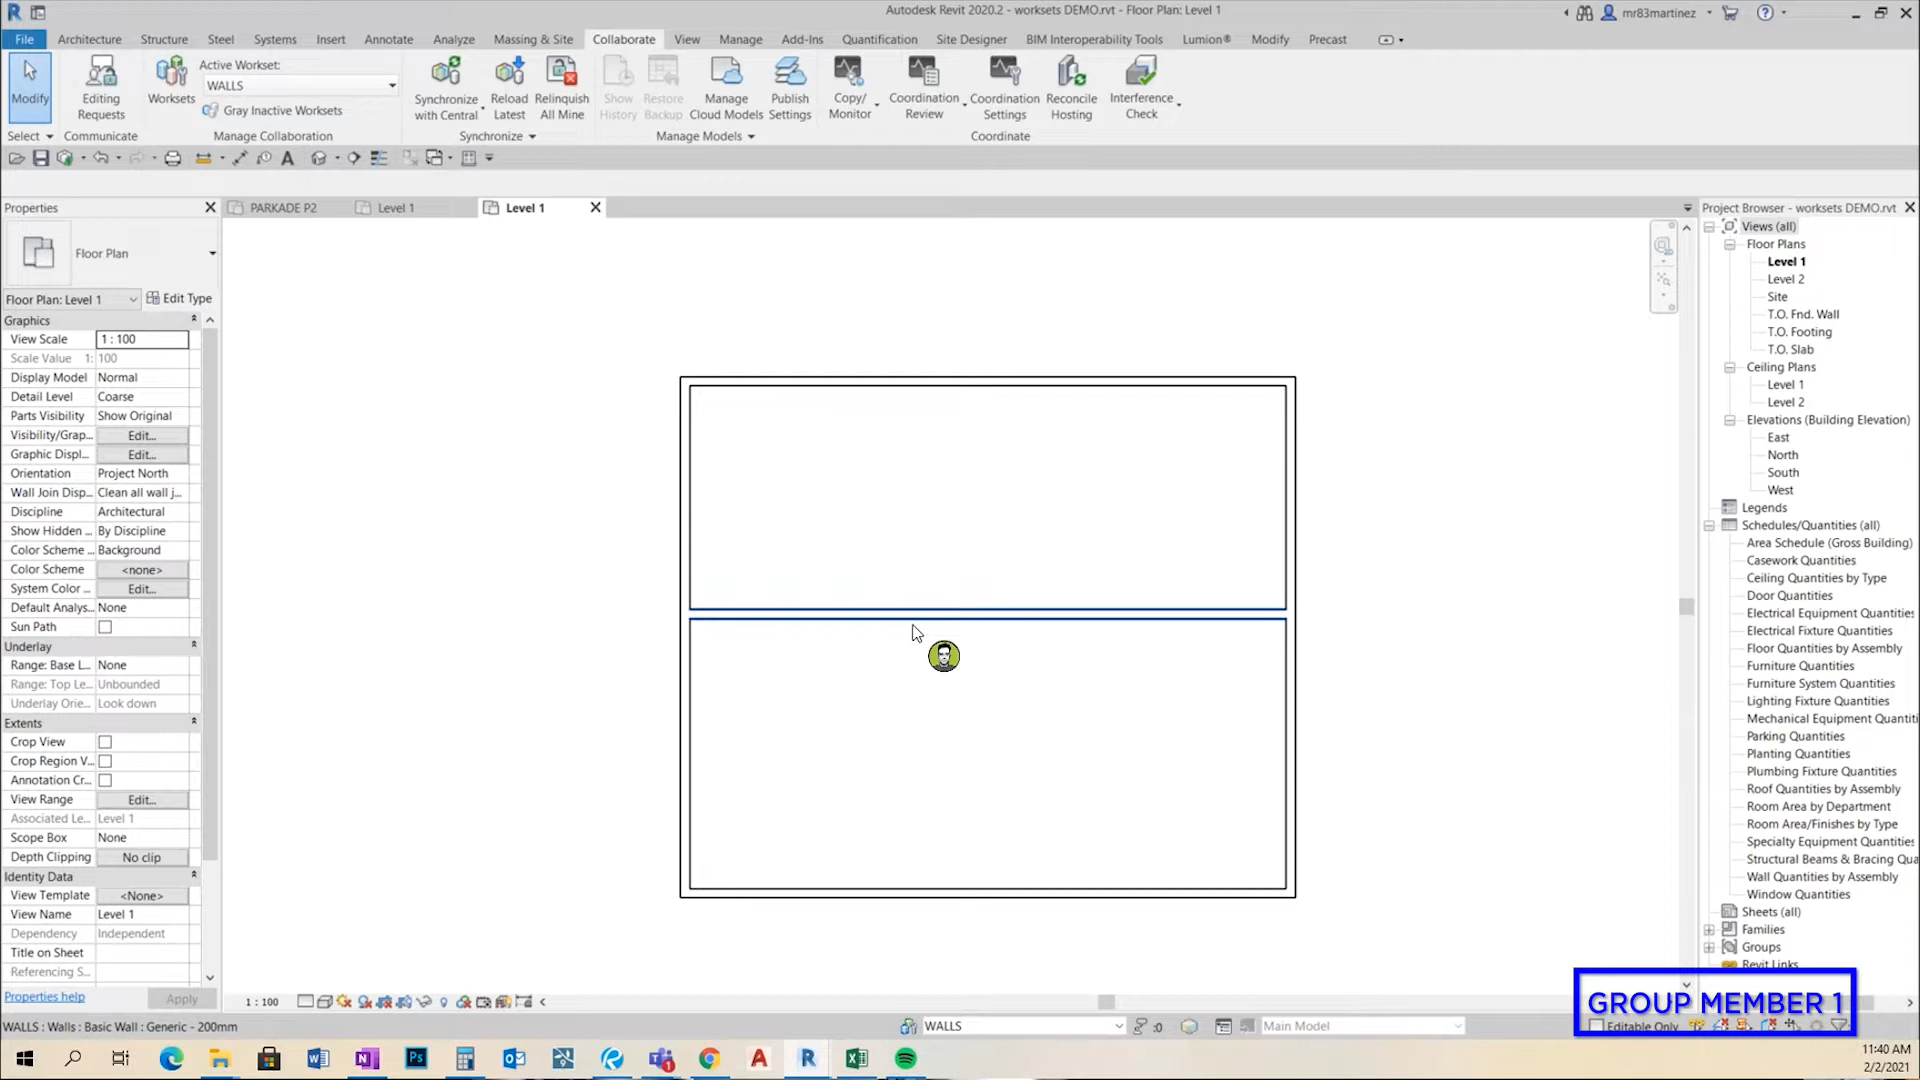 Autodesk Revit 2020.2 - worksets DEMO.rvt - Floor Plan: Level 1
mr83martinez
File Architecture Structure Steel Systems Insert Annotate Analyze Massing & Site Collaborate View Manage Add-Ins Quantification Site Designer BIM Interoperability Tools Lumion® Modify Precast
Modify
Editing Requests
Worksets
Active Workset:
WALLS
Gray Inactive Worksets
Synchronize with Central
Reload Latest
Relinquish All Mine
Show History
Restore Backup
Manage Cloud Models
Publish Settings
Copy/ Monitor
Coordination Review
Coordination Settings
Reconcile Hosting
Interference Check
Select Communicate Manage Collaboration Synchronize Manage Models Coordinate
Properties
PARKADE P2 Level 1 Level 1
Floor Plan
Floor Plan: Level 1 Edit Type
Graphics
View Scale 1 : 100
Scale Value 1: 100
Display Model Normal
Detail Level Coarse
Parts Visibility Show Original
Visibility/Grap... Edit...
Graphic Displ... Edit...
Orientation Project North
Wall Join Disp... Clean all wall j...
Discipline Architectural
Show Hidden ... By Discipline
Color Scheme ... Background
Color Scheme <none>
System Color ... Edit...
Default Analys... None
Sun Path
Underlay
Range: Base L... None
Range: Top Le... Unbounded
Underlay Orie... Look down
Extents
Crop View
Crop Region V...
Annotation Cr...
View Range Edit...
Associated Le... Level 1
Scope Box None
Depth Clipping No clip
Identity Data
View Template <None>
View Name Level 1
Dependency Independent
Title on Sheet
Referencing S...
Properties help Apply
Project Browser - worksets DEMO.rvt
Views (all)
Floor Plans
Level 1
Level 2
Site
T.O. Fnd. Wall
T.O. Footing
T.O. Slab
Ceiling Plans
Level 1
Level 2
Elevations (Building Elevation)
East
North
South
West
Legends
Schedules/Quantities (all)
Area Schedule (Gross Building)
Casework Quantities
Ceiling Quantities by Type
Door Quantities
Electrical Equipment Quantities
Electrical Fixture Quantities
Floor Quantities by Assembly
Furniture Quantities
Furniture System Quantities
Lighting Fixture Quantities
Mechanical Equipment Quanti
Parking Quantities
Planting Quantities
Plumbing Fixture Quantities
Roof Quantities by Assembly
Room Area by Department
Room Area/Finishes by Type
Specialty Equipment Quantities
Structural Beams & Bracing Qua
Wall Quantities by Assembly
Window Quantities
Sheets (all)
Families
Groups
Revit Links
1 : 100
GROUP MEMBER 1
WALLS : Walls : Basic Wall : Generic - 200mm
WALLS
:0
Main Model
Editable Only
11:40 AM
2/2/2021